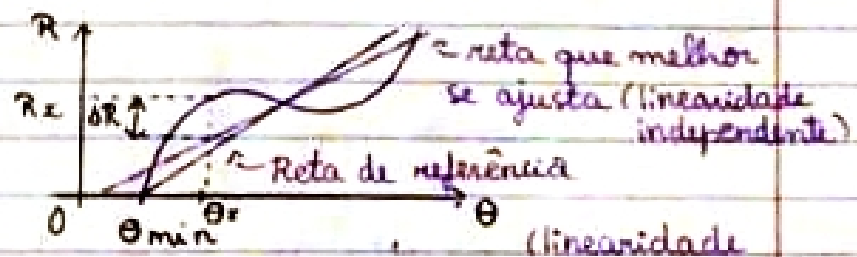 R
reta que melhor
se ajusta (linearidade
independente)
Rx ΔR
Reta de referência
0 θmin θx θ
(linearidade